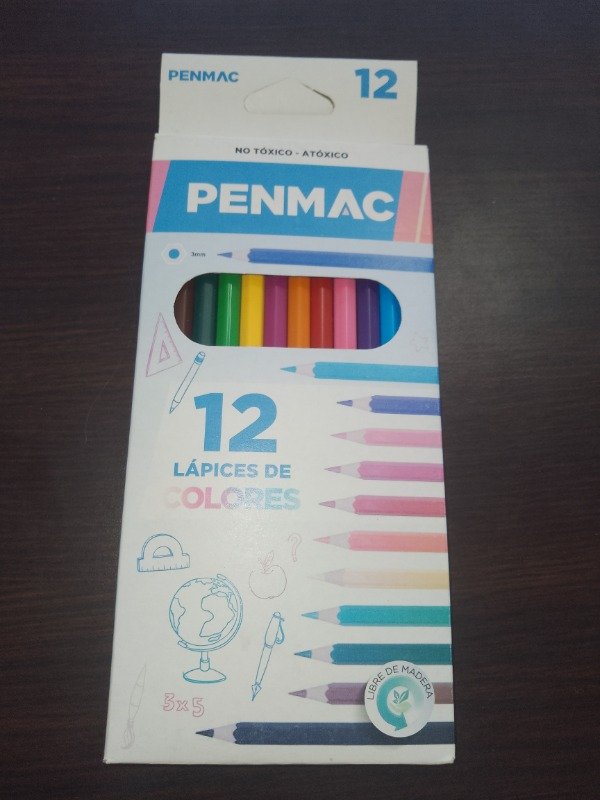 PENMAC 12
NO TÓXICO - ATÓXICO
PENMAC
3mm
12
LÁPICES DE
COLORES
?
3x5
LIBRE DE MADERA